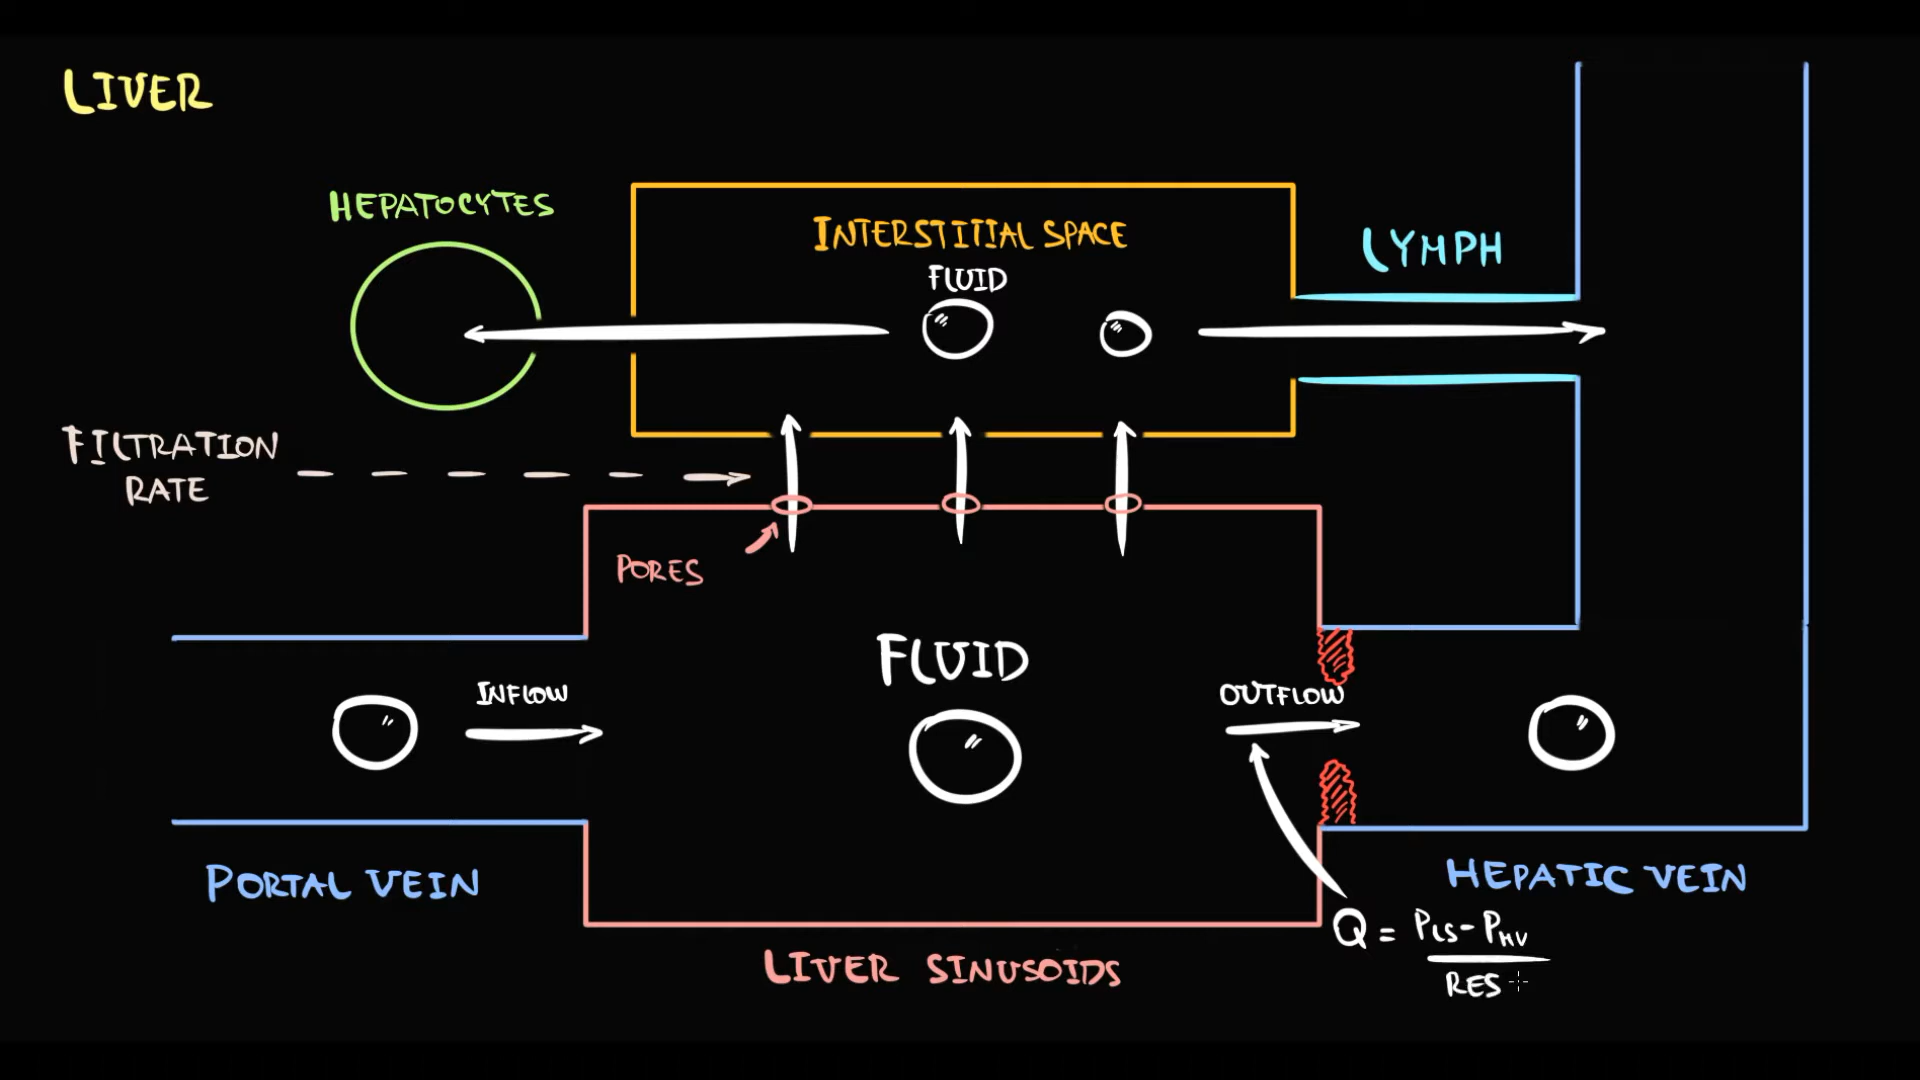 LIVER
HEPATOCYTES
INTERSTITIAL SPACE
FLUID
LYMPH
FILTRATION
RATE
PORES
FLUID
INFLOW
OUTFLOW
PORTAL VEIN
HEPATIC VEIN
LIVER SINUSOIDS
Q = PLS - PHV
RES